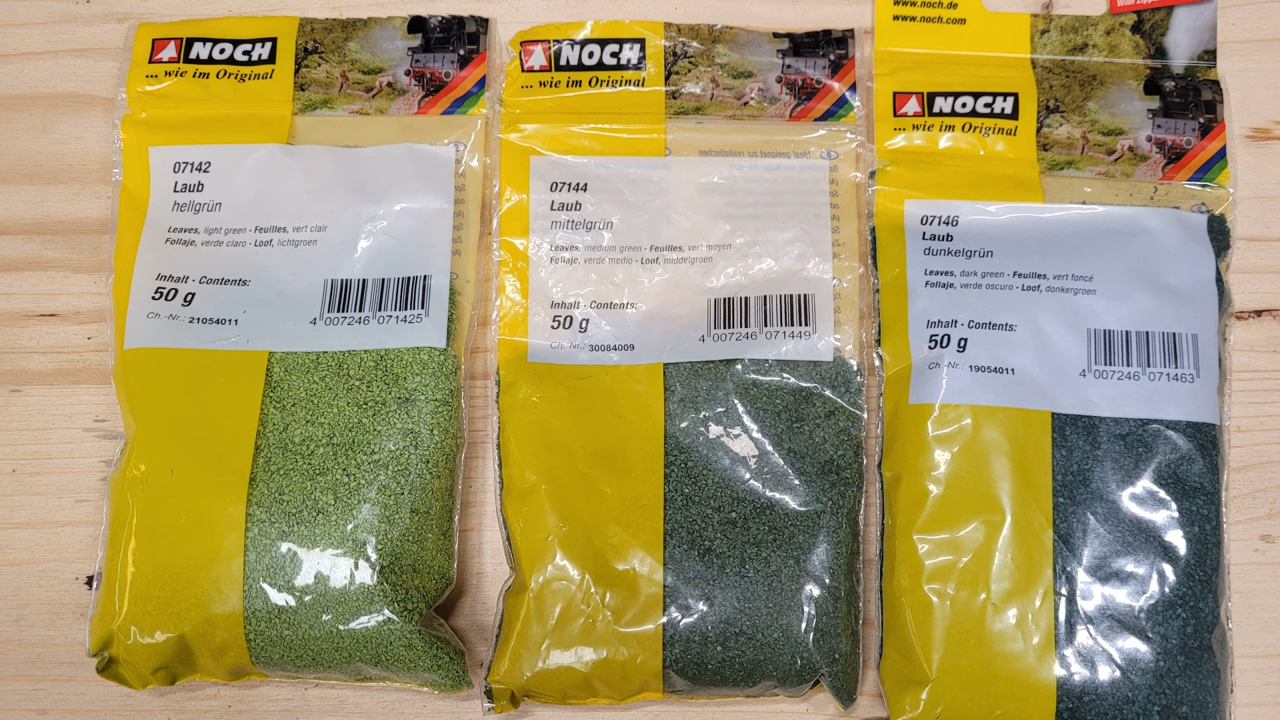 NOCH
... wie im Original
07142
Laub
hellgrün
Leaves, light green · Feuilles, vert clair
Follaje, verde claro · Loof, lichtgroen
Inhalt · Contents:
50 g
Ch.-Nr.: 21054011
4 007246 071425
NOCH
... wie im Original
Ideal geeignet zur realistischen
07144
Laub
mittelgrün
Leaves, medium green · Feuilles, vert moyen
Follaje, verde medio · Loof, middelgroen
Inhalt · Contents:
50 g
Ch.-Nr.: 30084009
4 007246 071449
www.noch.de
www.noch.com
NOCH
... wie im Original
07146
Laub
dunkelgrün
Leaves, dark green · Feuilles, vert foncé
Follaje, verde oscuro · Loof, donkergroen
Inhalt · Contents:
50 g
Ch.-Nr.: 19054011
4 007246 071463